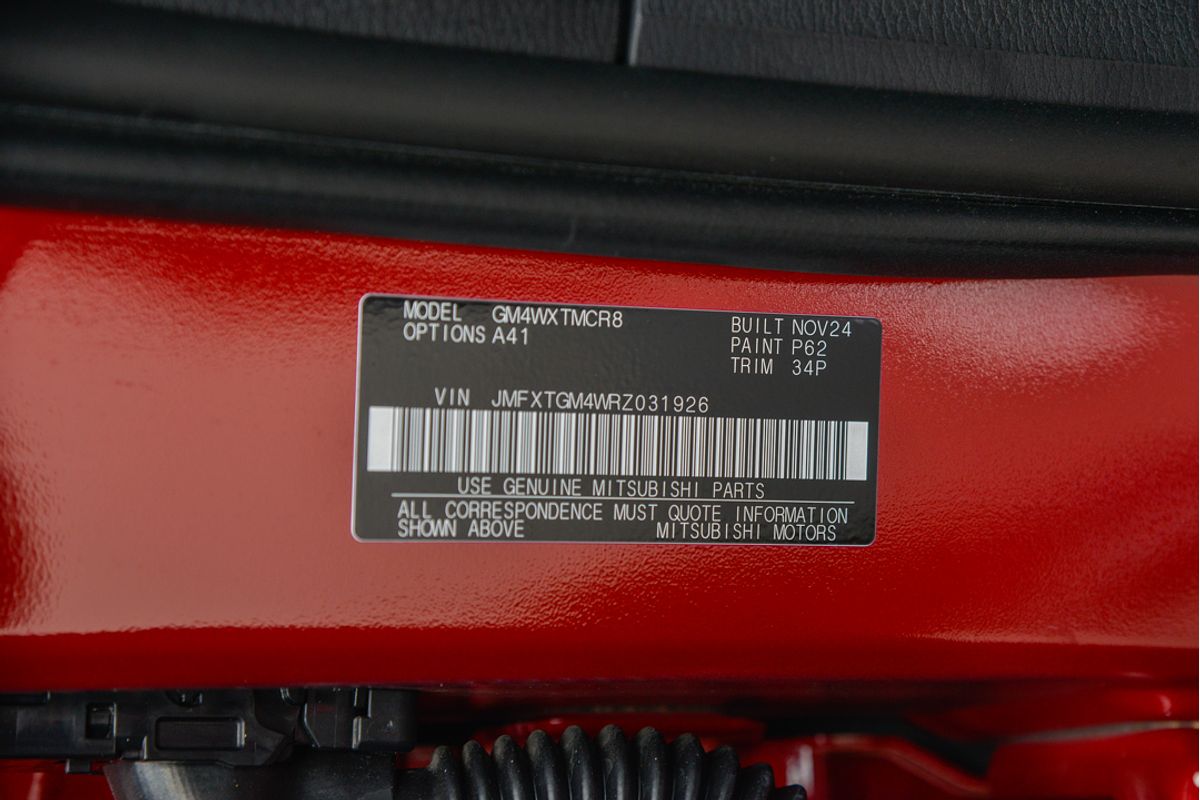 MODEL GM4WXTMCR8
OPTIONS A41
BUILT NOV24
PAINT P62
TRIM 34P
VIN JMFXTGM4WRZ031926
USE GENUINE MITSUBISHI PARTS
ALL CORRESPONDENCE MUST QUOTE INFORMATION
SHOWN ABOVE MITSUBISHI MOTORS